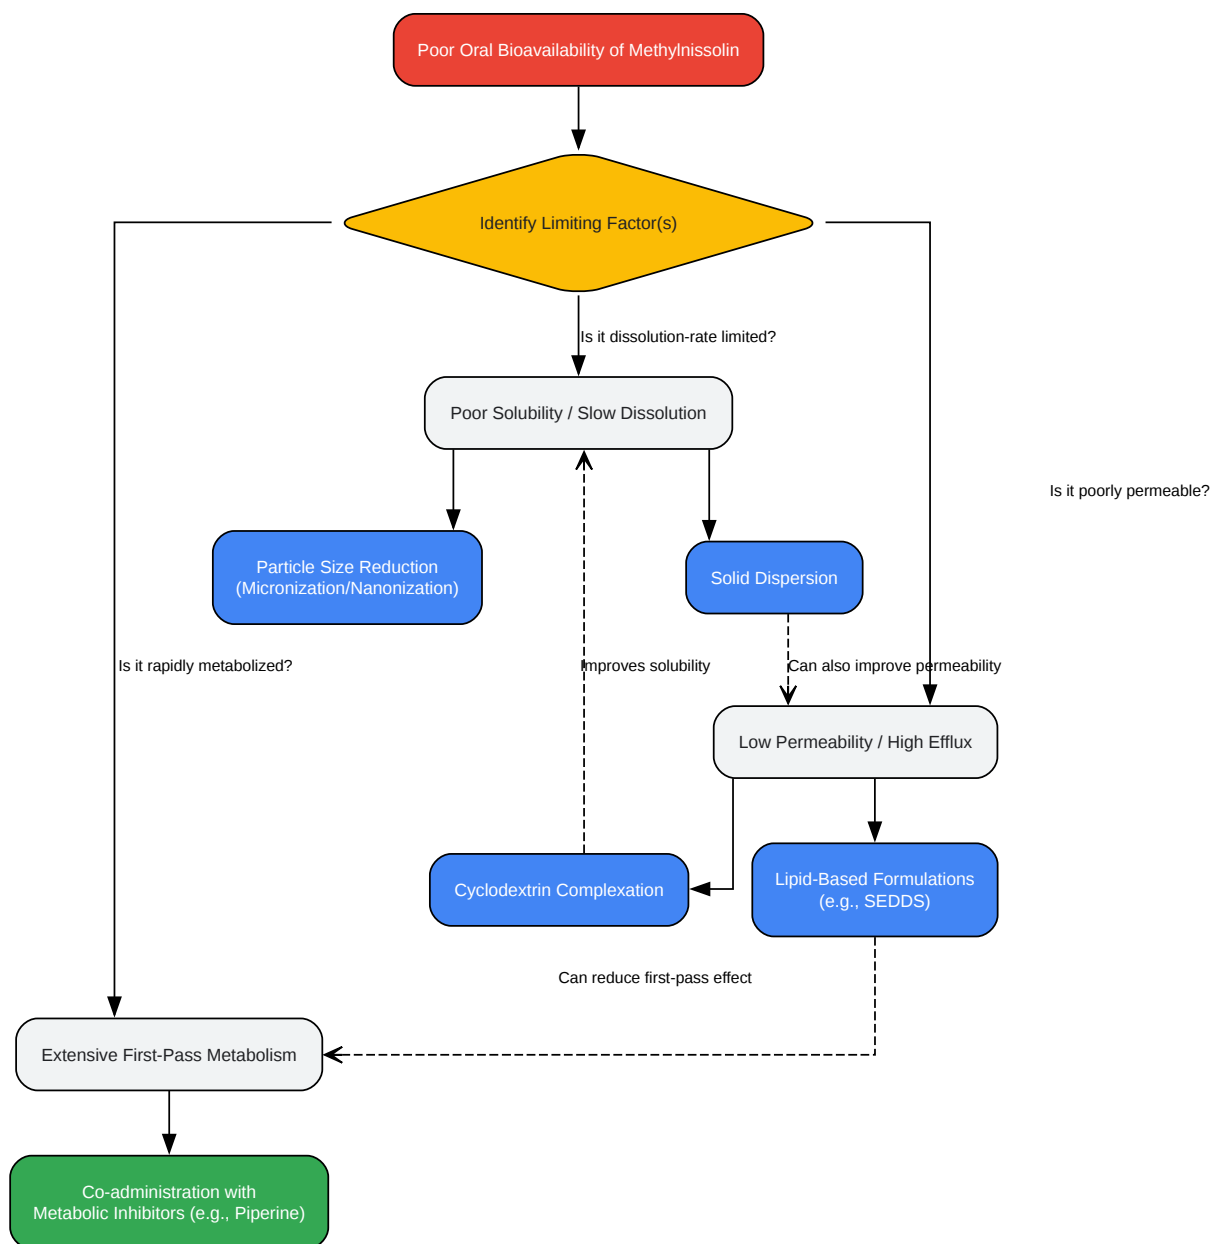 Poor Oral Bioavailability of Methylnissolin
Identify Limiting Factor(s)
Is it dissolution-rate limited?
Poor Solubility / Slow Dissolution
Is it poorly permeable?
Particle Size Reduction
(Micronization/Nanonization)
Solid Dispersion
Is it rapidly metabolized?
Improves solubility
Can also improve permeability
Low Permeability / High Efflux
Cyclodextrin Complexation
Lipid-Based Formulations
(e.g., SEDDS)
Can reduce first-pass effect
Extensive First-Pass Metabolism
Co-administration with
Metabolic Inhibitors (e.g., Piperine)